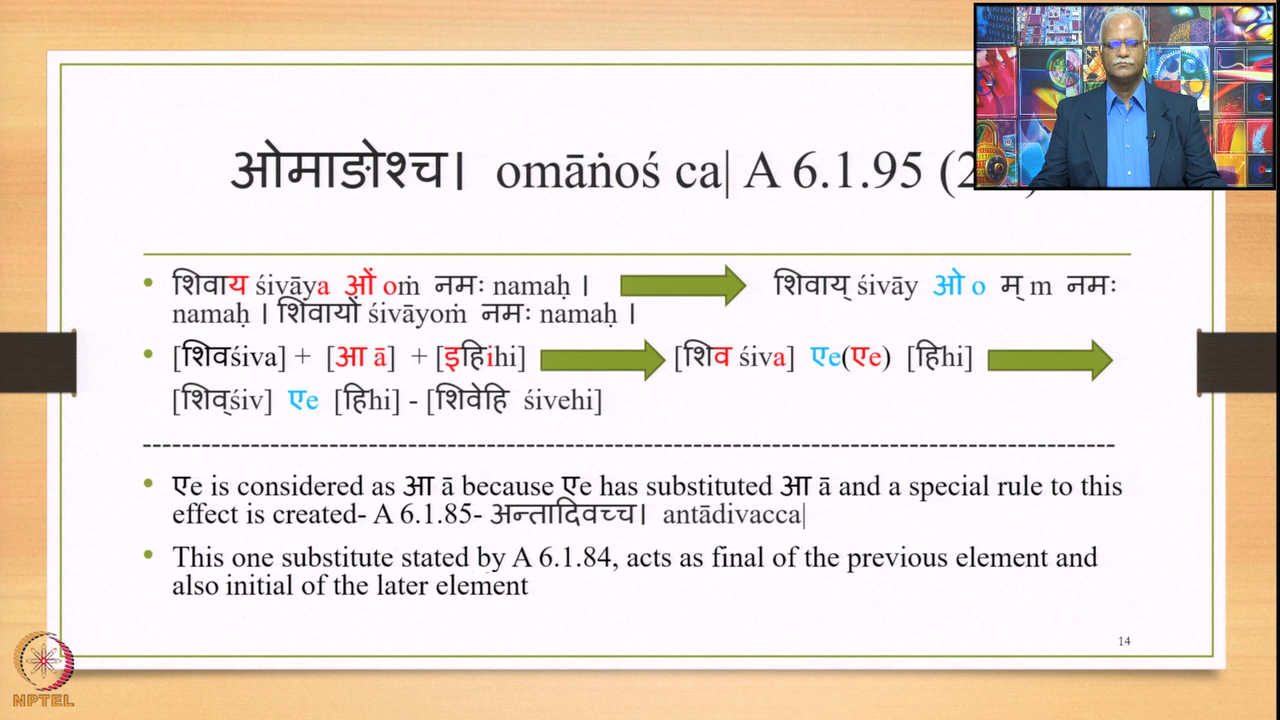 ओमाङोश्च। omāṅoś ca| A 6.1.95 (2
• शिवाय śivāya ओं oṁ नमः namaḥ । शिवाय् śivāy ओ o म् m नमः
namaḥ । शिवायों śivāyoṁ नमः namaḥ ।
• [शिवśiva] + [आ ā] + [इहिihi] [शिव śiva] एe(एe) [हिhi]
[शिव्śiv] एe [हिhi] - [शिवेहि śivehi]
--------------------------------------------------------------------------------------------
• एe is considered as आ ā because एe has substituted आ ā and a special rule to this
effect is created- A 6.1.85- अन्तादिवच्च। antādivacca|
• This one substitute stated by A 6.1.84, acts as final of the previous element and
also initial of the later element
14
NPTEL